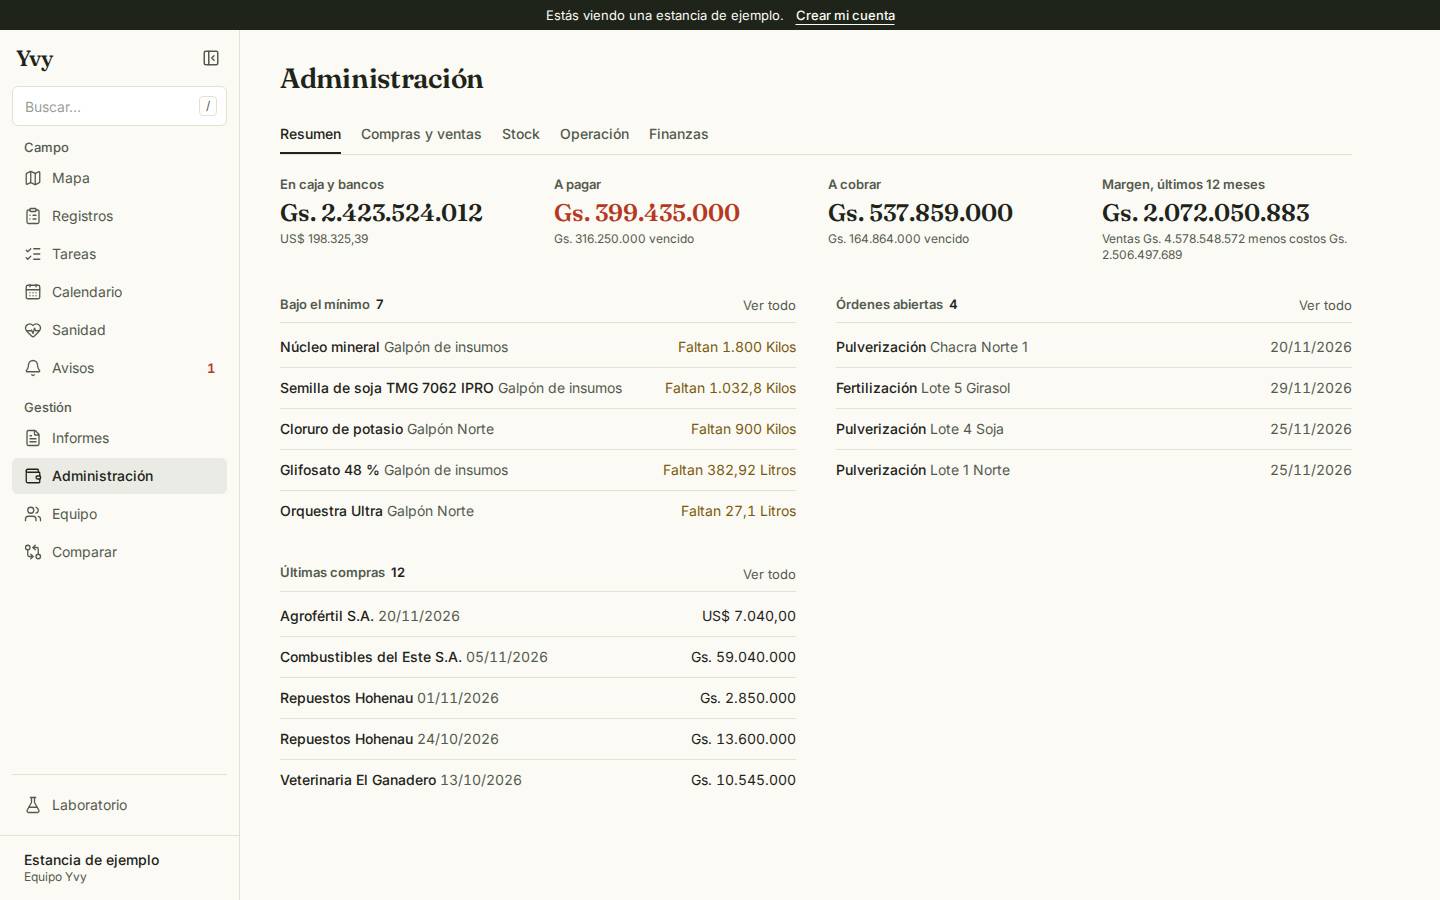 Estás viendo una estancia de ejemplo. Crear mi cuenta
Yvy
Buscar...
/
Campo
Mapa
Registros
Tareas
Calendario
Sanidad
Avisos 1
Gestión
Informes
Administración
Equipo
Comparar
Laboratorio
Estancia de ejemplo
Equipo Yvy
Administración
Resumen Compras y ventas Stock Operación Finanzas
En caja y bancos
Gs. 2.423.524.012
US$ 198.325,39
A pagar
Gs. 399.435.000
Gs. 316.250.000 vencido
A cobrar
Gs. 537.859.000
Gs. 164.864.000 vencido
Margen, últimos 12 meses
Gs. 2.072.050.883
Ventas Gs. 4.578.548.572 menos costos Gs.
2.506.497.689
Bajo el mínimo 7 Ver todo
Núcleo mineral Galpón de insumos Faltan 1.800 Kilos
Semilla de soja TMG 7062 IPRO Galpón de insumos Faltan 1.032,8 Kilos
Cloruro de potasio Galpón Norte Faltan 900 Kilos
Glifosato 48 % Galpón de insumos Faltan 382,92 Litros
Orquestra Ultra Galpón Norte Faltan 27,1 Litros
Órdenes abiertas 4 Ver todo
Pulverización Chacra Norte 1 20/11/2026
Fertilización Lote 5 Girasol 29/11/2026
Pulverización Lote 4 Soja 25/11/2026
Pulverización Lote 1 Norte 25/11/2026
Últimas compras 12 Ver todo
Agrofértil S.A. 20/11/2026 US$ 7.040,00
Combustibles del Este S.A. 05/11/2026 Gs. 59.040.000
Repuestos Hohenau 01/11/2026 Gs. 2.850.000
Repuestos Hohenau 24/10/2026 Gs. 13.600.000
Veterinaria El Ganadero 13/10/2026 Gs. 10.545.000